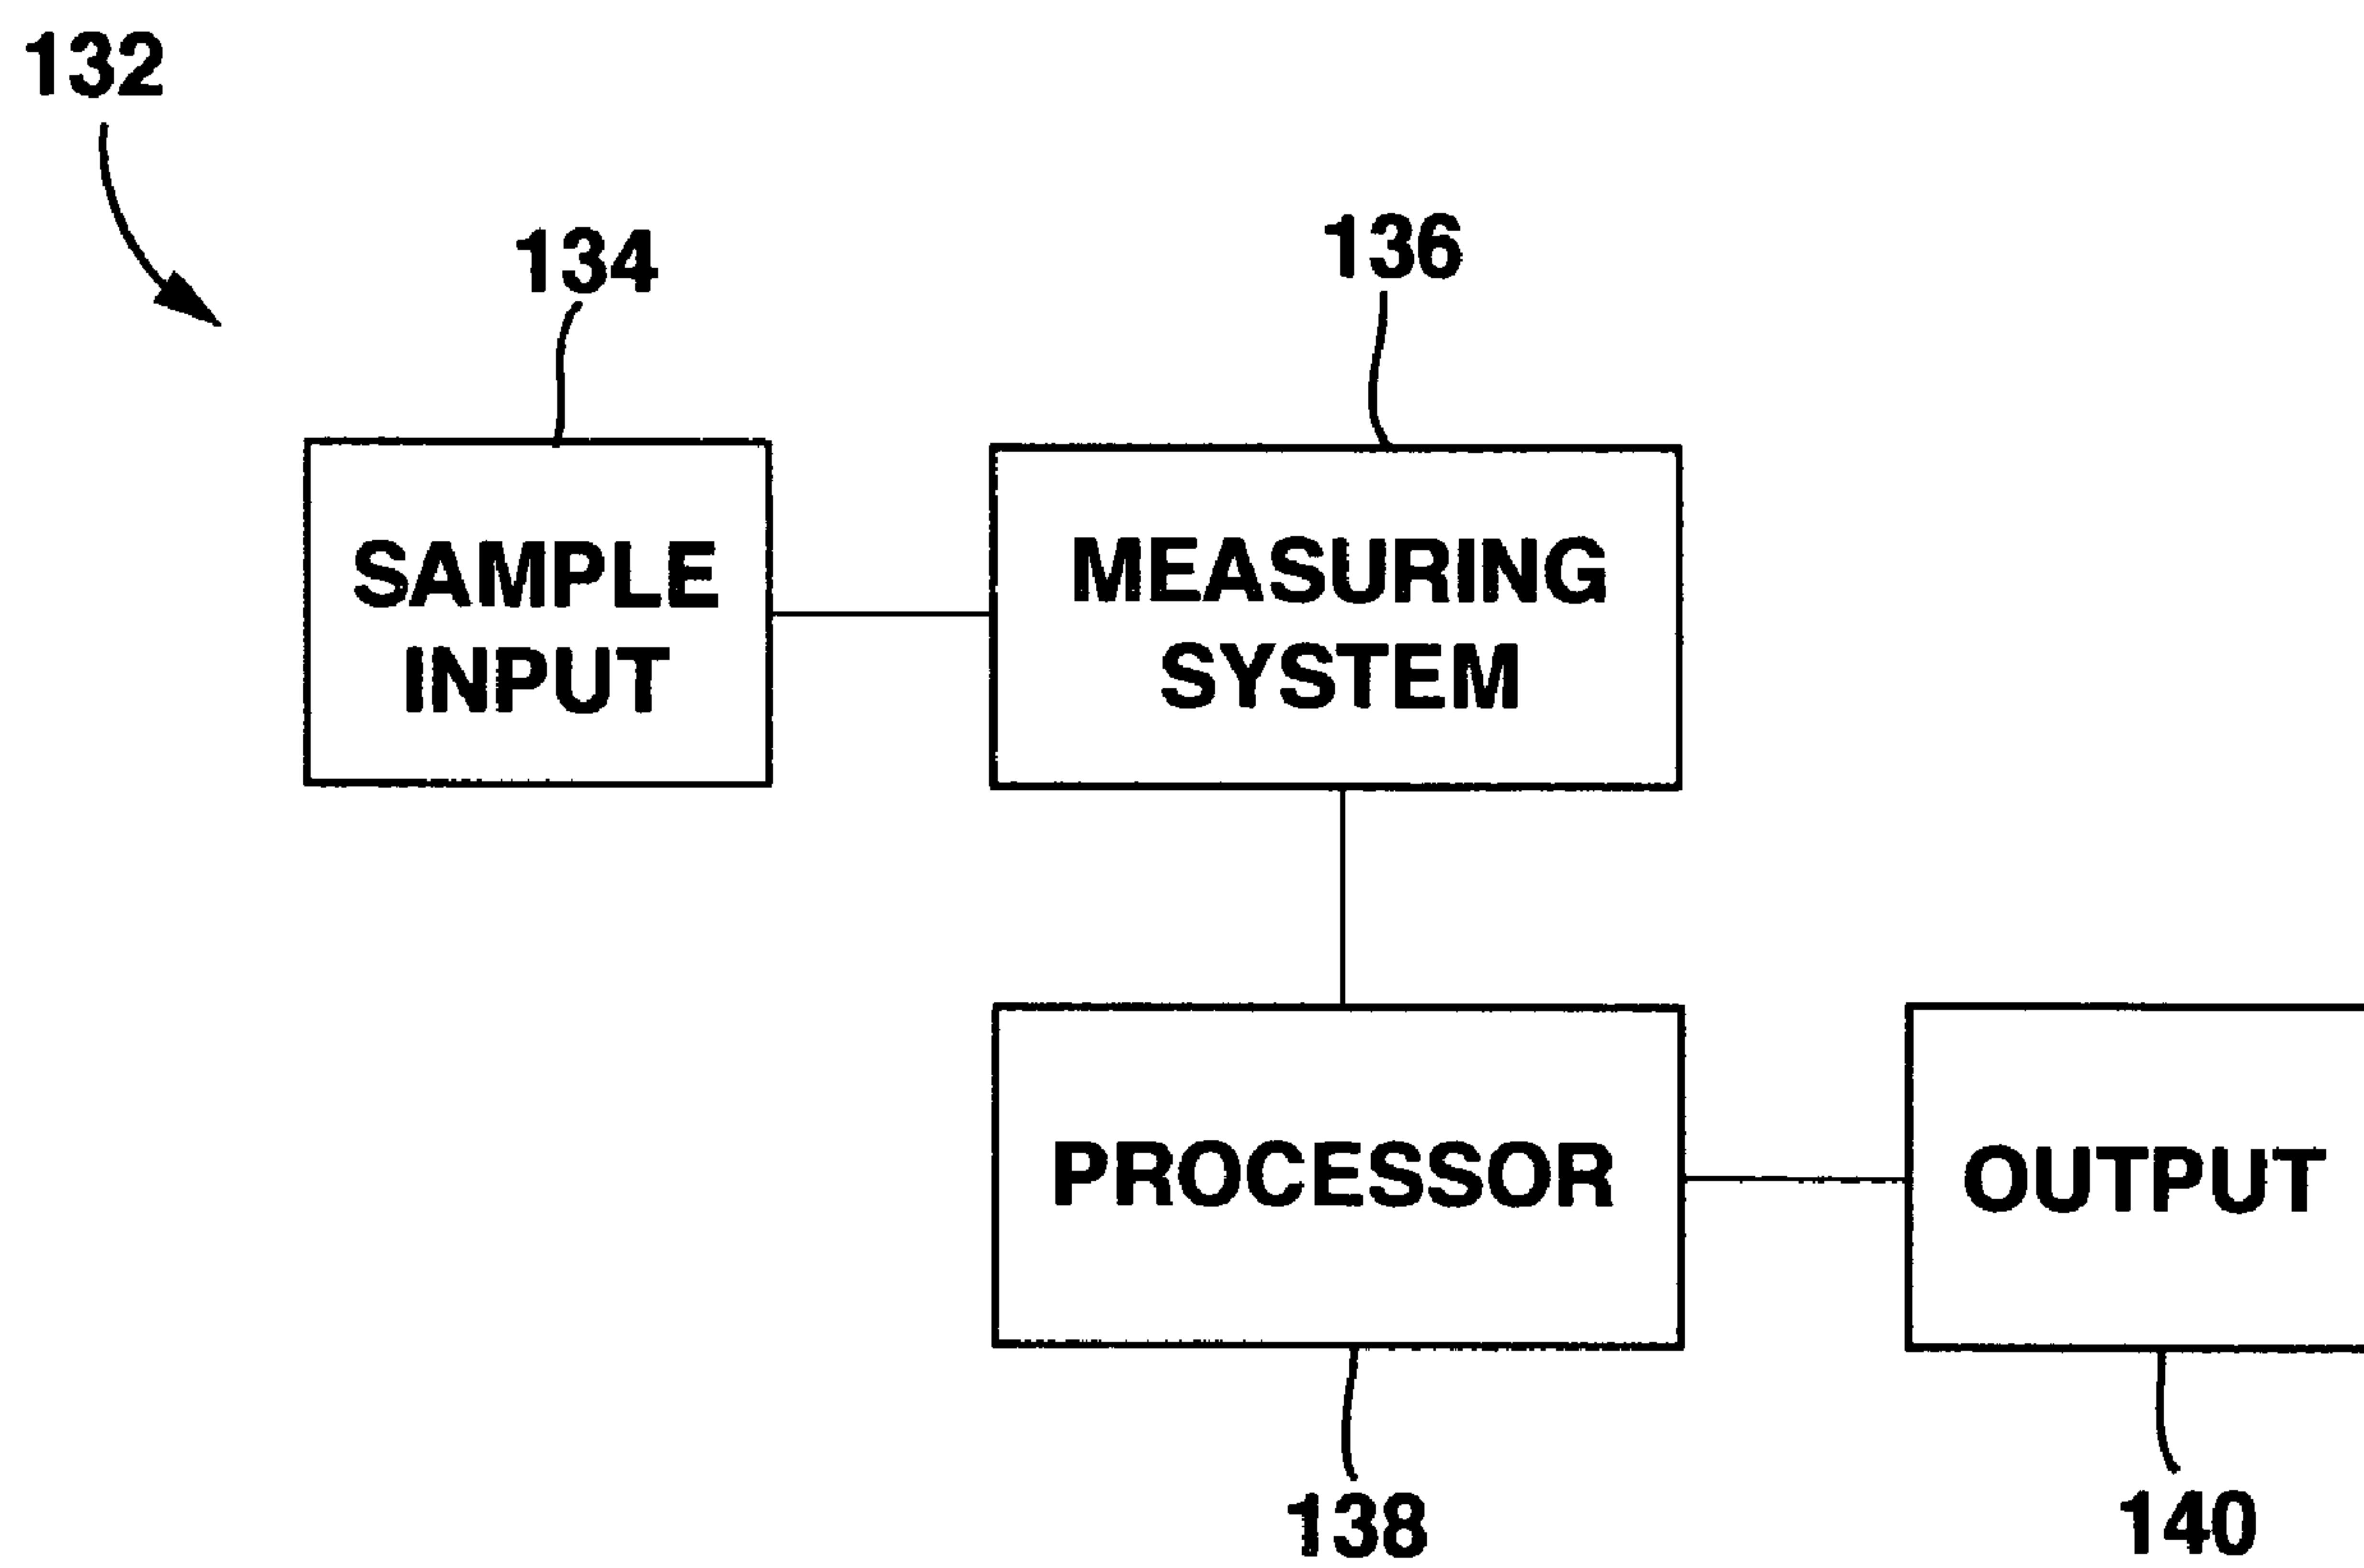 132
134
136
SAMPLE
INPUT
MEASURING
SYSTEM
PROCESSOR
OUTPUT
138
140